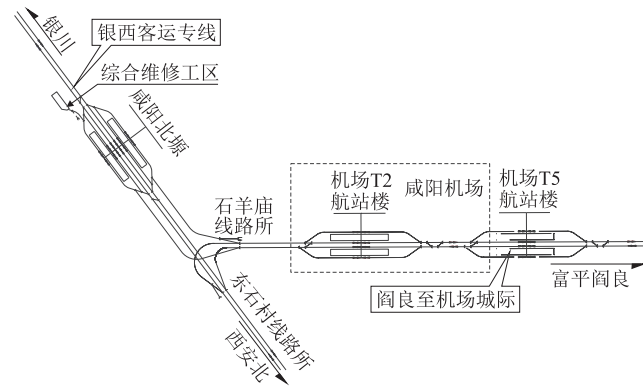 银川
银西客运专线
综合维修工区
咸阳北塬
石羊庙
线路所
机场T2
航站楼
咸阳机场
机场T5
航站楼
阎良至机场城际
富平阎良
东石村线路所
西安北